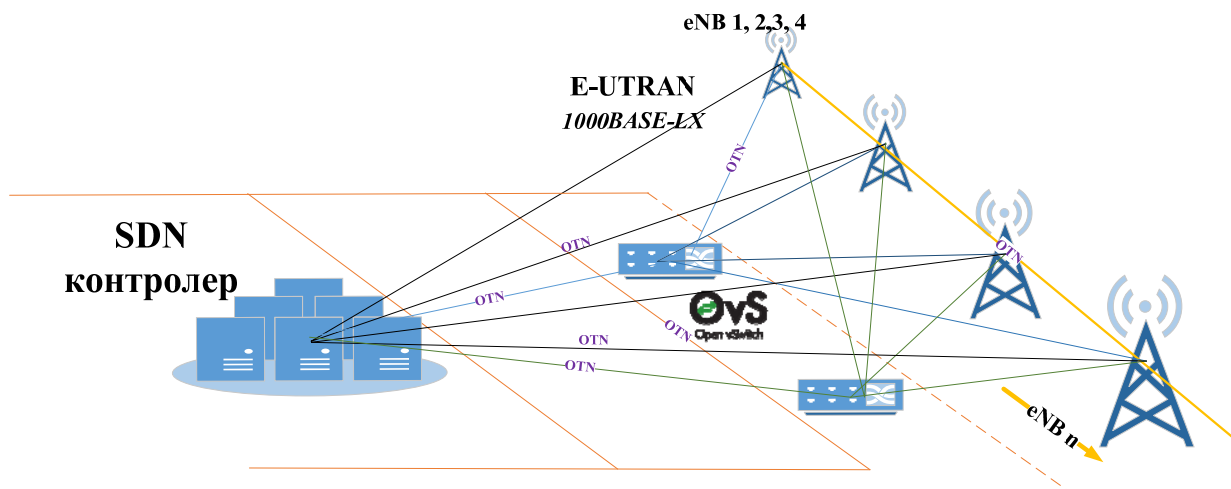 eNB 1, 2,3, 4
E-UTRAN
1000BASE-LX
OTN
SDN
контролер
OTN
OTN
OTN
OvS
Open vSwitch
OTN
OTN
OTN
eNB n